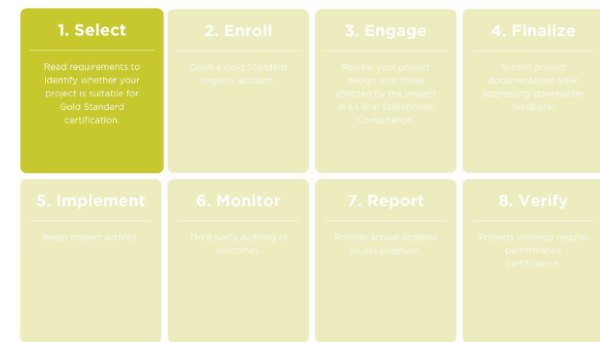 1. Select
Read requirements to
identify whether your
project is suitable for
Gold Standard
certification.
2. Enroll
Open a Gold Standard
registry account
3. Engage
Review your project
design with those
affected by the project
in a Local Stakeholder
Consultation
4. Finalize
Submit project
documentation after
addressing stakeholder
feedback
5. Implement
Begin project activity
6. Monitor
Third party auditing of
outcomes
7. Report
Provide annual updates
on development
8. Verify
Projects undergo regular
performance
certification